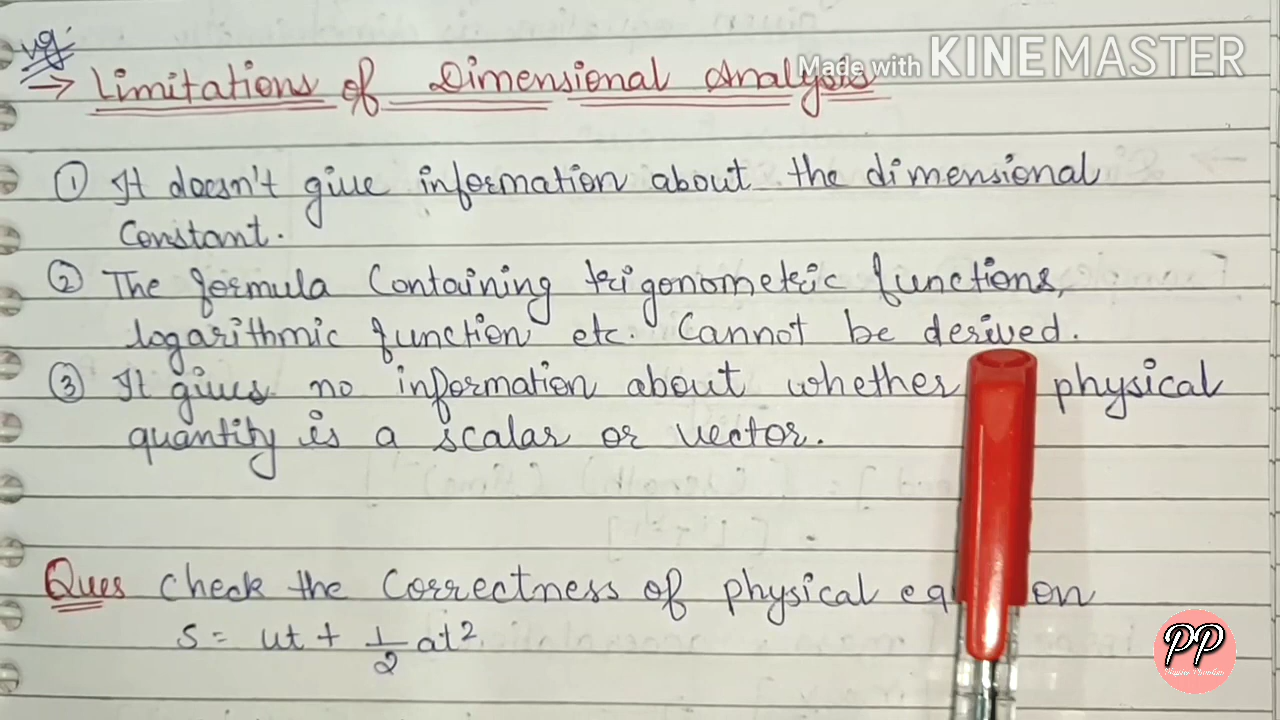 vg.
Made with KINEMASTER
→ Limitations of Dimensional Analysis
① It doesn't give information about the dimensional
Constant.
② The formula Containing trigonometric functions,
logarithmic function etc. Cannot be derived.
③ It gives no information about whether physical
quantity is a scalar or vector.
Ques Check the Correctness of physical eq on
s = ut + 1/2 at²
PP